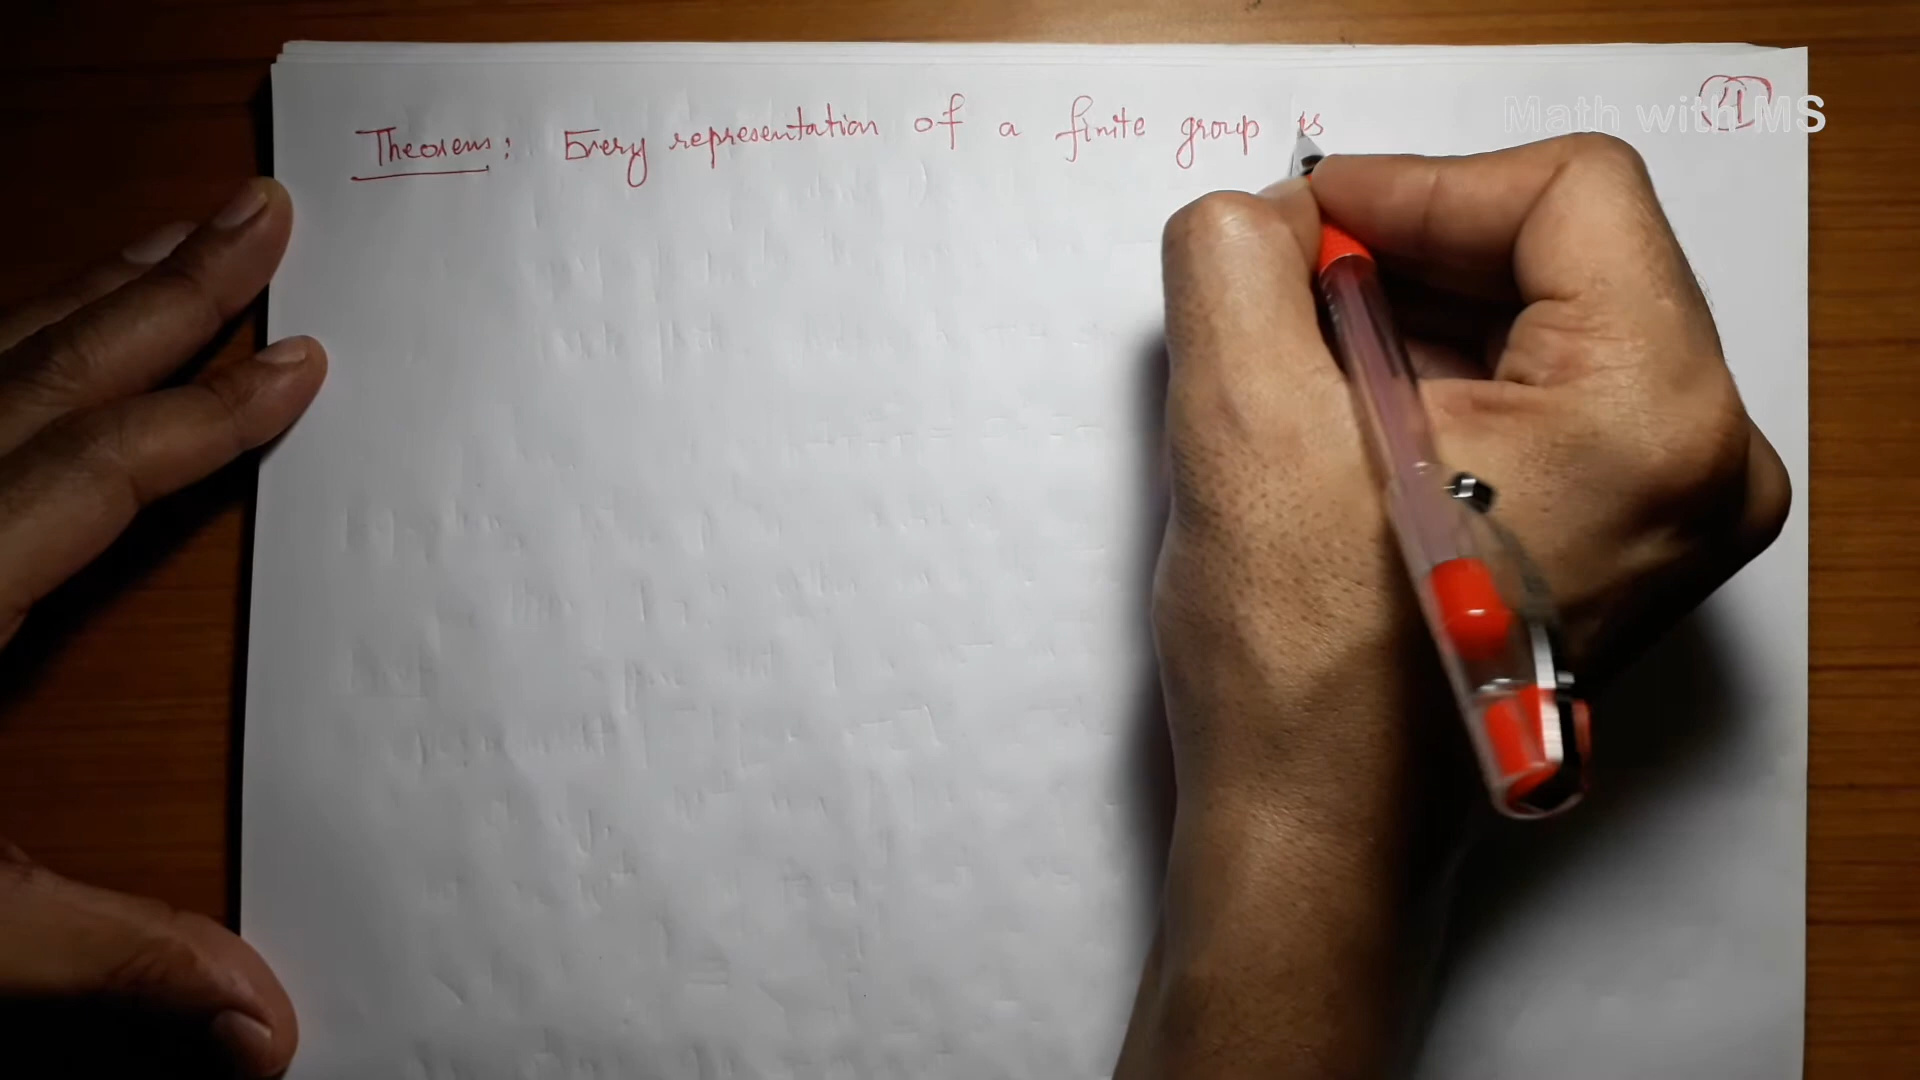 Theorem: Every representation of a finite group is
Math with MS